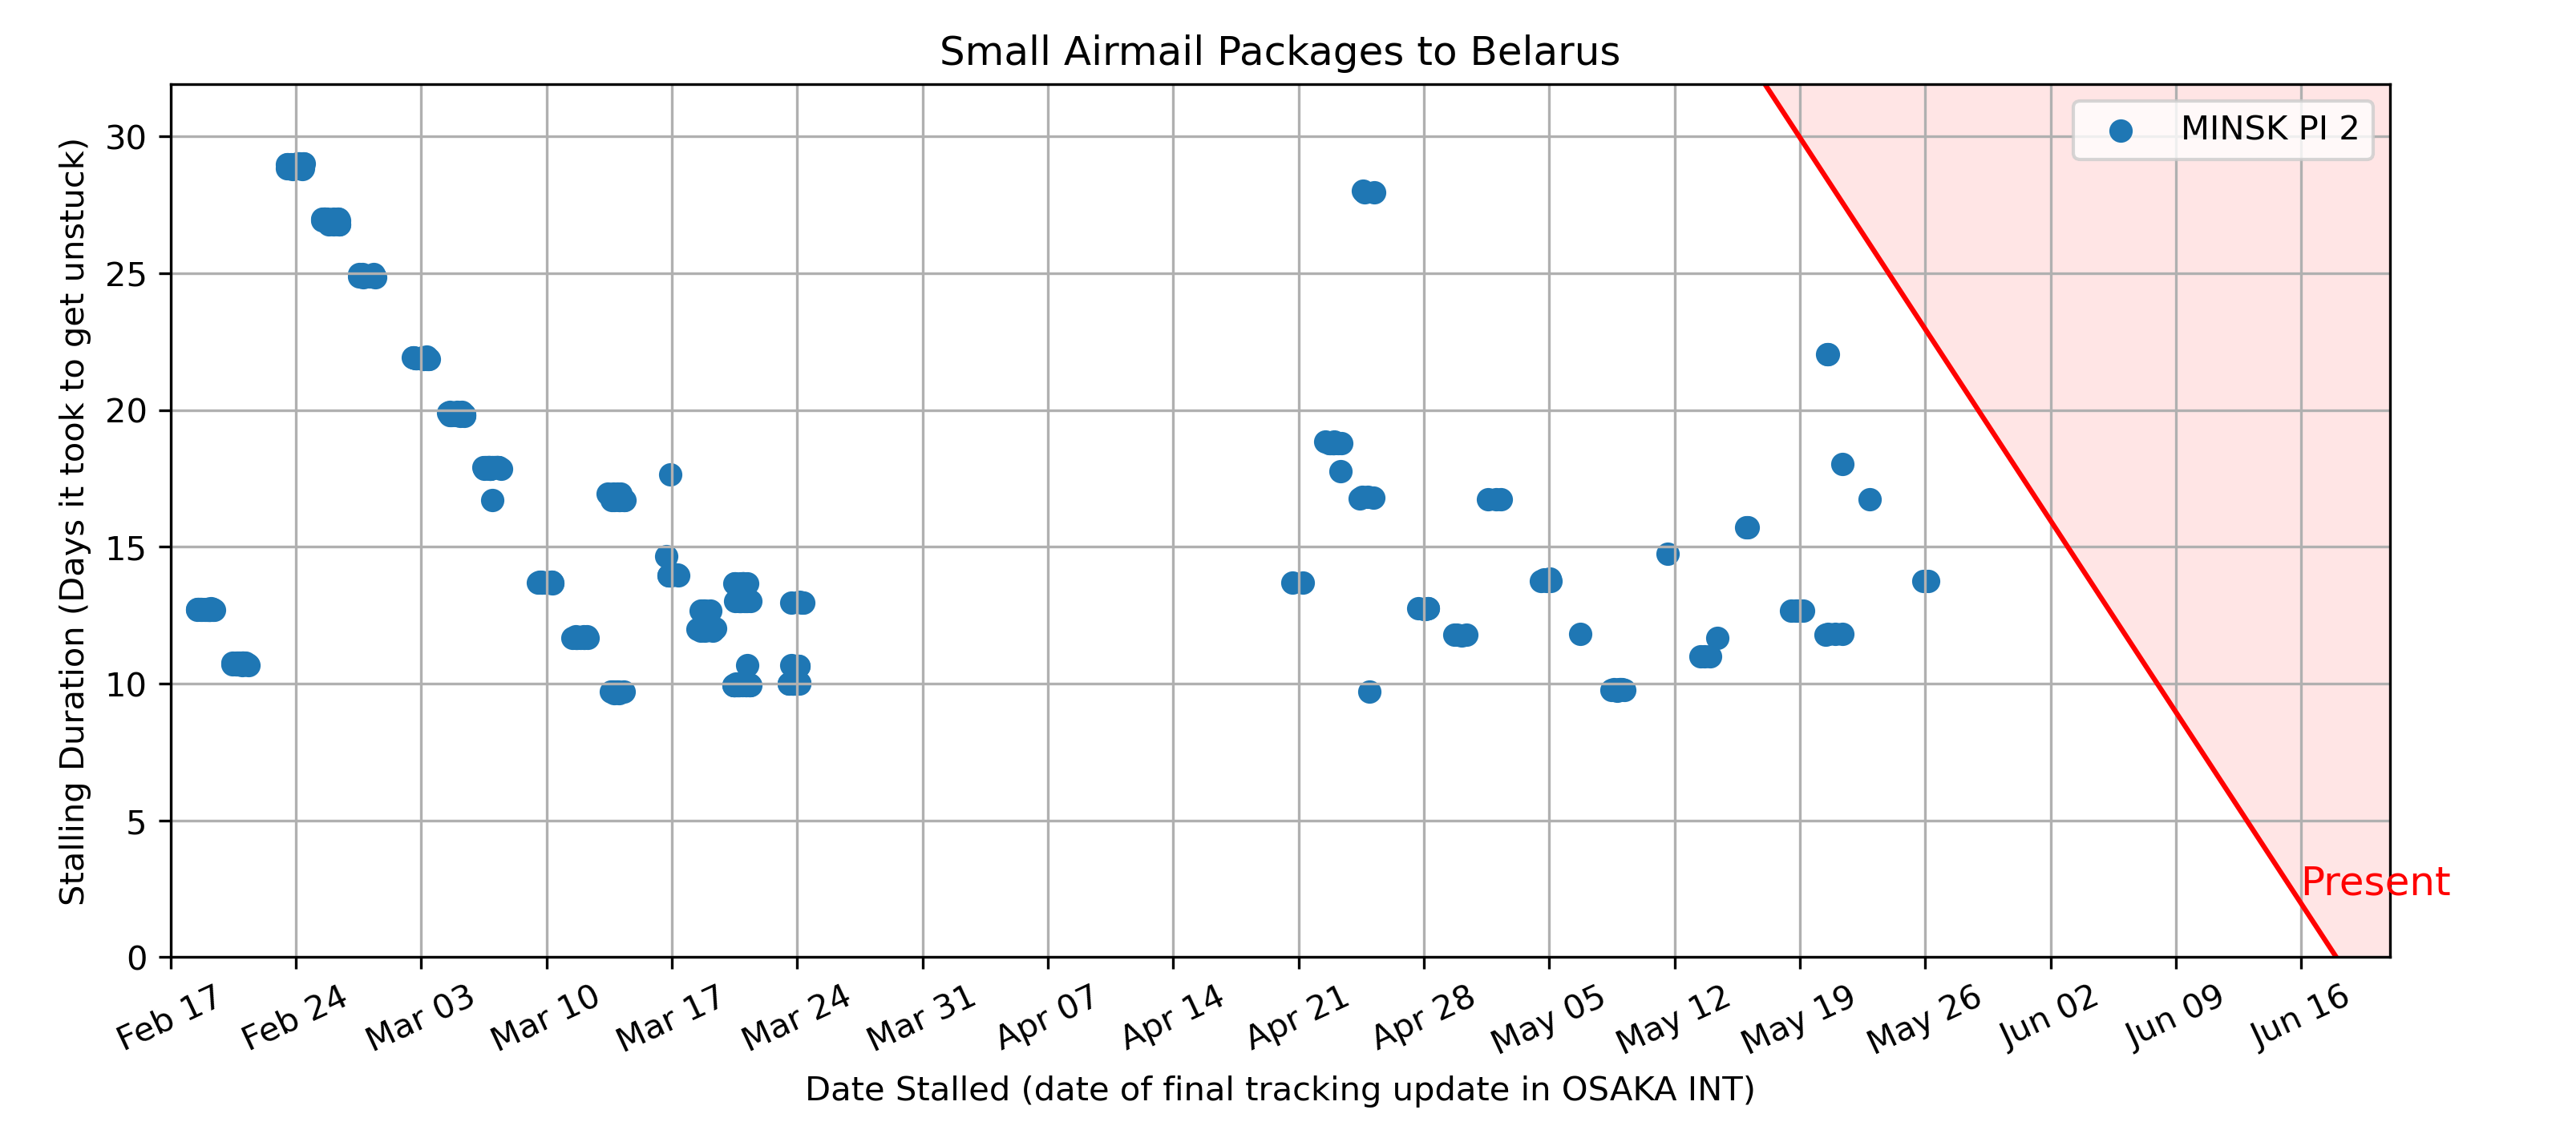 Small Airmail Packages to Belarus
MINSK PI 2
Stalling Duration (Days it took to get unstuck)
30
25
20
15
10
5
0
Present
Feb 17 Feb 24 Mar 03 Mar 10 Mar 17 Mar 24 Mar 31 Apr 07 Apr 14 Apr 21 Apr 28 May 05 May 12 May 19 May 26 Jun 02 Jun 09 Jun 16
Date Stalled (date of final tracking update in OSAKA INT)